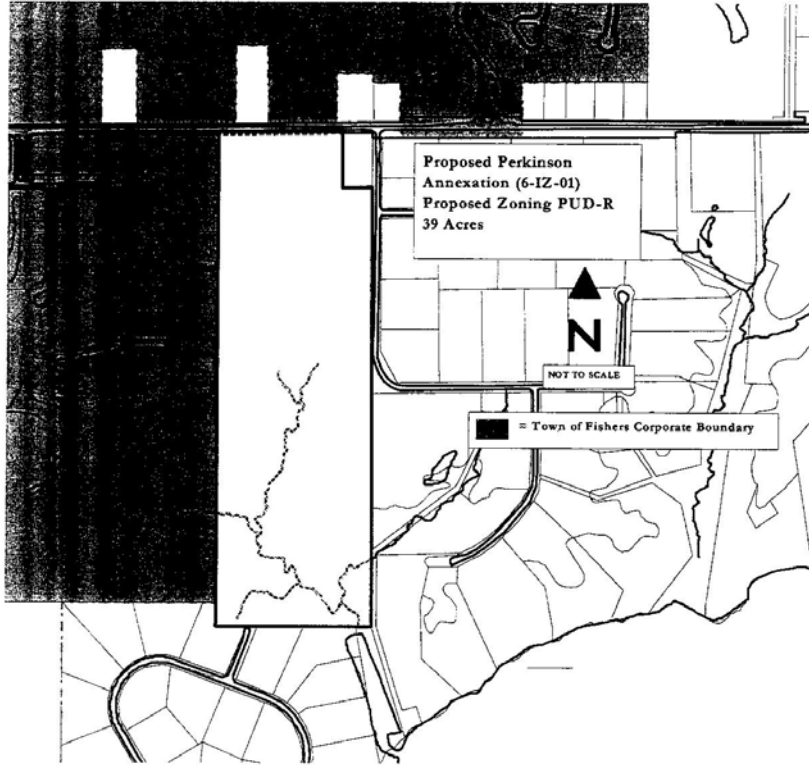 Proposed Perkinson
Annexation (6-IZ-01)
Proposed Zoning PUD-R
39 Acres
N
NOT TO SCALE
= Town of Fishers Corporate Boundary